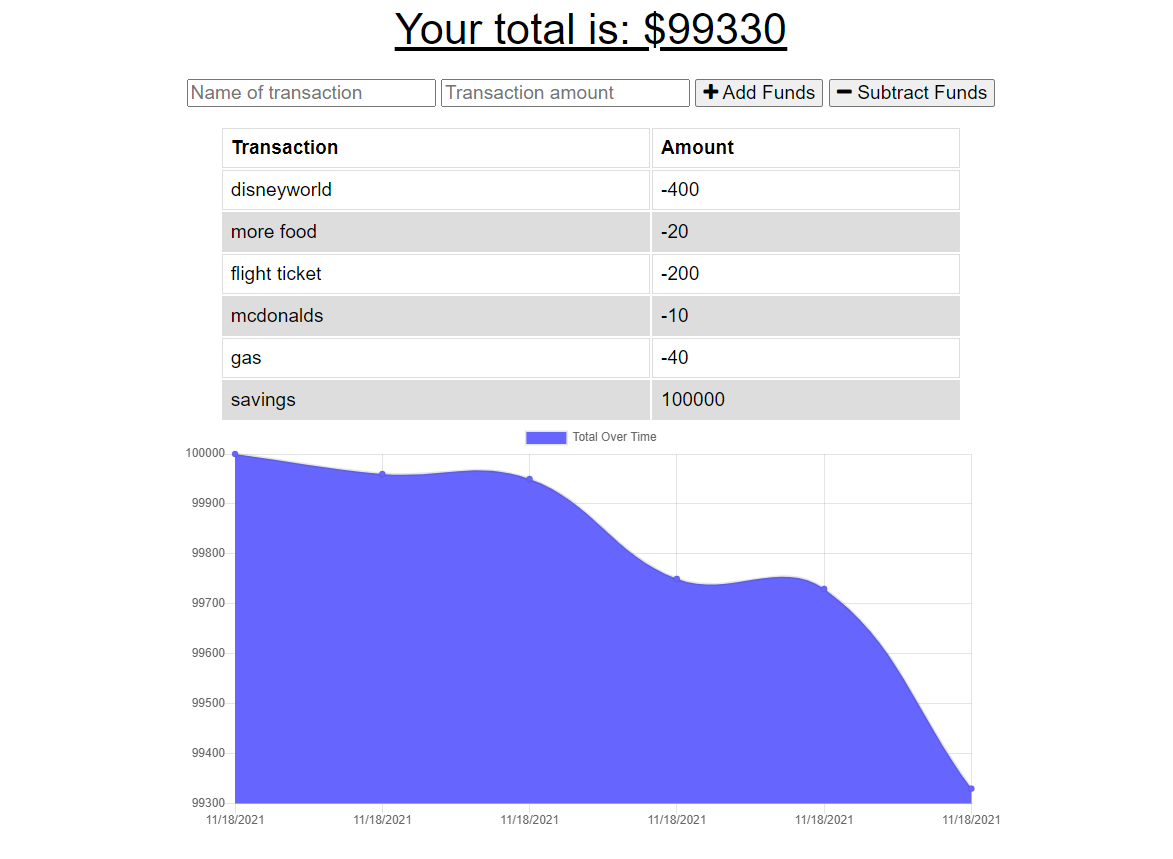 Your total is: $99330
Name of transaction Transaction amount Add Funds Subtract Funds
Transaction Amount
disneyworld -400
more food -20
flight ticket -200
mcdonalds -10
gas -40
savings 100000
Total Over Time
100000
99900
99800
99700
99600
99500
99400
99300
11/18/2021 11/18/2021 11/18/2021 11/18/2021 11/18/2021 11/18/2021